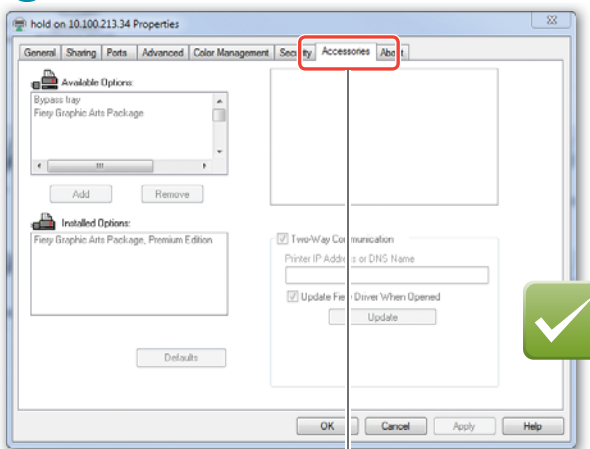 hold on 10.100.213.34 Properties
General Sharing Ports Advanced Color Management Security Accessories About
Available Options:
Bypass tray
Fiery Graphic Arts Package
Add Remove
Installed Options:
Fiery Graphic Arts Package, Premium Edition
Two-Way Communication
Printer IP Address or DNS Name
Update Fiery Driver When Opened
Update
Defaults
OK Cancel Apply Help